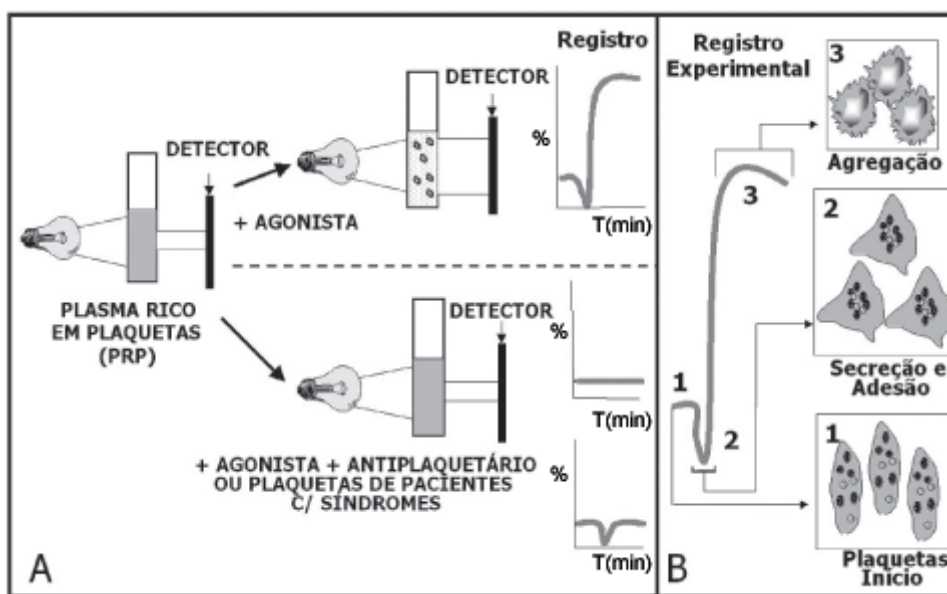 Registro
DETECTOR
%
T(min)
DETECTOR
+ AGONISTA
PLASMA RICO
EM PLAQUETAS
(PRP)
DETECTOR
%
T(min)
+ AGONISTA + ANTIPLAQUETÁRIO
OU PLAQUETAS DE PACIENTES
C/ SÍNDROMES
%
T(min)
A
Registro
Experimental
1
2
3
3
Agregação
2
Secreção e
Adesão
1
Plaquetas
Inicio
B